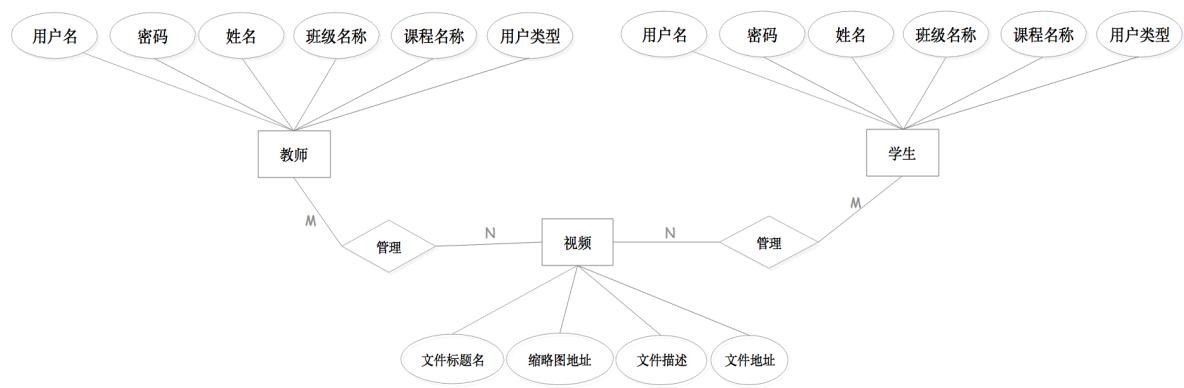 用户名 密码 姓名 班级名称 课程名称 用户类型
用户名 密码 姓名 班级名称 课程名称 用户类型
教师
学生
M
M
管理
N
视频
N
管理
文件标题名 缩略图地址 文件描述 文件地址